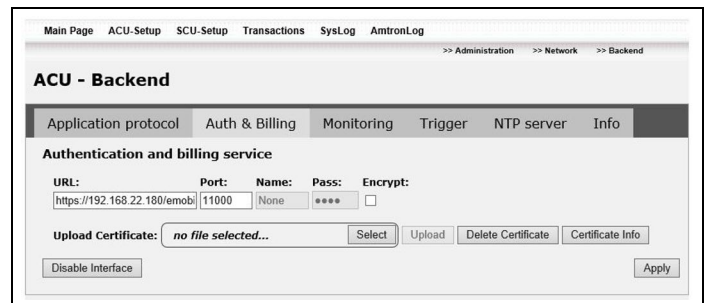 Main Page ACU-Setup SCU-Setup Transactions SysLog AmtronLog
>> Administration >> Network >> Backend
ACU - Backend
Application protocol Auth & Billing Monitoring Trigger NTP server Info
Authentication and billing service
URL: Port: Name: Pass: Encrypt:
https://192.168.22.180/emobi 11000 None ••••
Upload Certificate: no file selected... Select Upload Delete Certificate Certificate Info
Disable Interface Apply